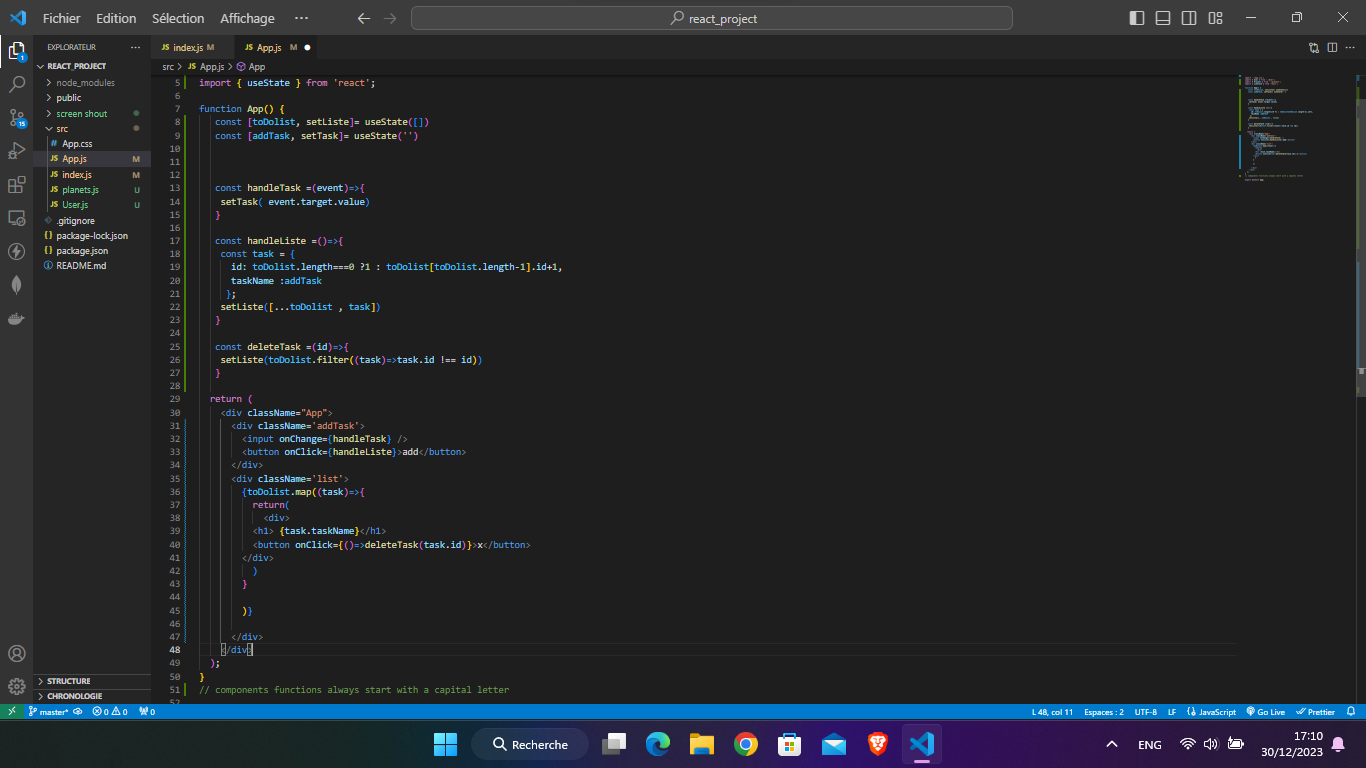 Fichier Edition Sélection Affichage ··· react_project
EXPLORATEUR ···
REACT_PROJECT
node_modules
public
screen shout
src
# App.css
JS App.js M
JS index.js M
JS planets.js U
JS User.js U
.gitignore
{} package-lock.json
{} package.json
README.md
STRUCTURE
CHRONOLOGIE
1
15
JS index.js M JS App.js M ●
src > JS App.js > App
5 import { useState } from 'react';
6
7 function App() {
8 const [toDolist, setListe]= useState([])
9 const [addTask, setTask]= useState('')
10
11
12
13 const handleTask =(event)=>{
14 setTask( event.target.value)
15 }
16
17 const handleListe =()=>{
18 const task = {
19 id: toDolist.length===0 ?1 : toDolist[toDolist.length-1].id+1,
20 taskName :addTask
21 };
22 setListe([...toDolist , task])
23 }
24
25 const deleteTask =(id)=>{
26 setListe(toDolist.filter((task)=>task.id !== id))
27 }
28
29 return (
30 <div className="App">
31 <div className='addTask'>
32 <input onChange={handleTask} />
33 <button onClick={handleListe}>add</button>
34 </div>
35 <div className='list'>
36 {toDolist.map((task)=>{
37 return(
38 <div>
39 <h1> {task.taskName}</h1>
40 <button onClick={()=>deleteTask(task.id)}>x</button>
41 </div>
42 )
43 }
44
45 )}
46
47 </div>
48 </div>
49 );
50 }
51 // components functions always start with a capital letter
52
master* 0 0 0 L 48, col 11 Espaces : 2 UTF-8 LF {} JavaScript Go Live Prettier
Recherche ENG 17:10
30/12/2023